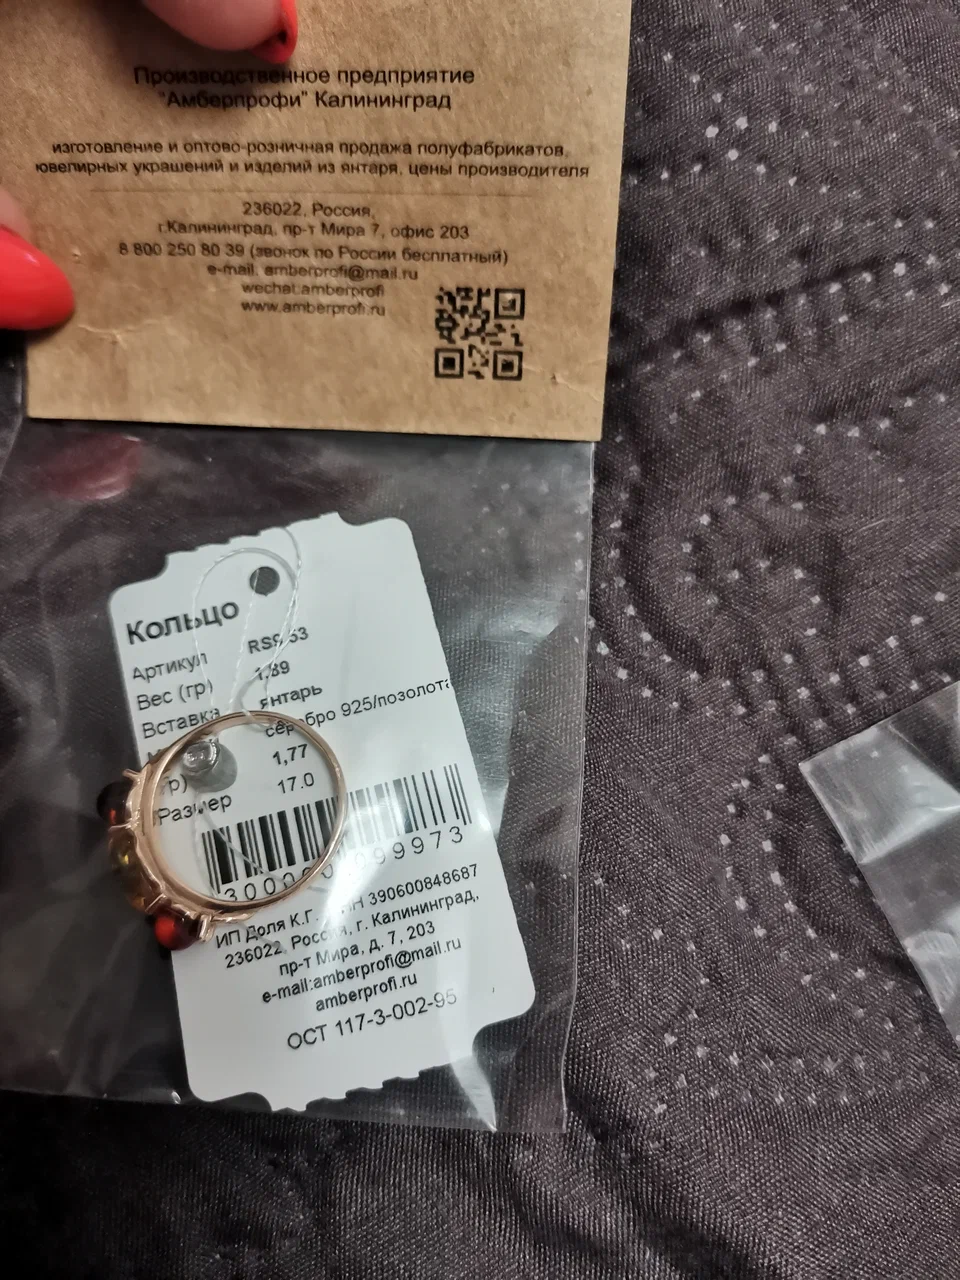 Производственное предприятие
"Амберпрофи" Калининград
изготовление и оптово-розничная продажа полуфабрикатов,
ювелирных украшений и изделий из янтаря, цены производителя
236022, Россия,
г.Калининград, пр-т Мира 7, офис 203
8 800 250 80 39 (звонок по России бесплатный)
e-mail: amberprofi@mail.ru
wechat:amberprofi
www.amberprofi.ru
Кольцо
Артикул
Вес (гр) 1,89
Вставка янтарь
серебро 925/позолота
1,77
Размер 17.0
ИП Доля К.Г. ИНН 390600848687
236022, Россия, г. Калининград,
пр-т Мира, д. 7, 203
e-mail:amberprofi@mail.ru
amberprofi.ru
ОСТ 117-3-002-95